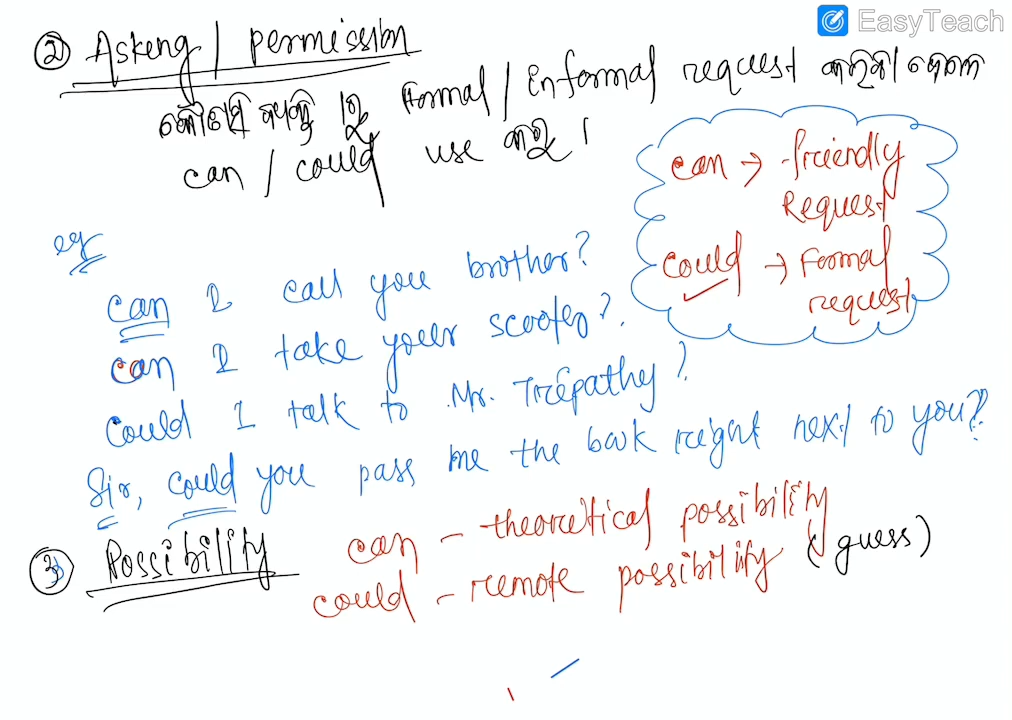 EasyTeach
② Asking / permission
Formal / informal request
can / could use
can → friendly Request
could → Formal request
eg
can I call you brother?
can I take your scooter?
could I talk to Mr. Tripathy?
Sir, could you pass me the book right next to you?
③ Possibility
can - theoretical possibility
could - remote possibility (guess)